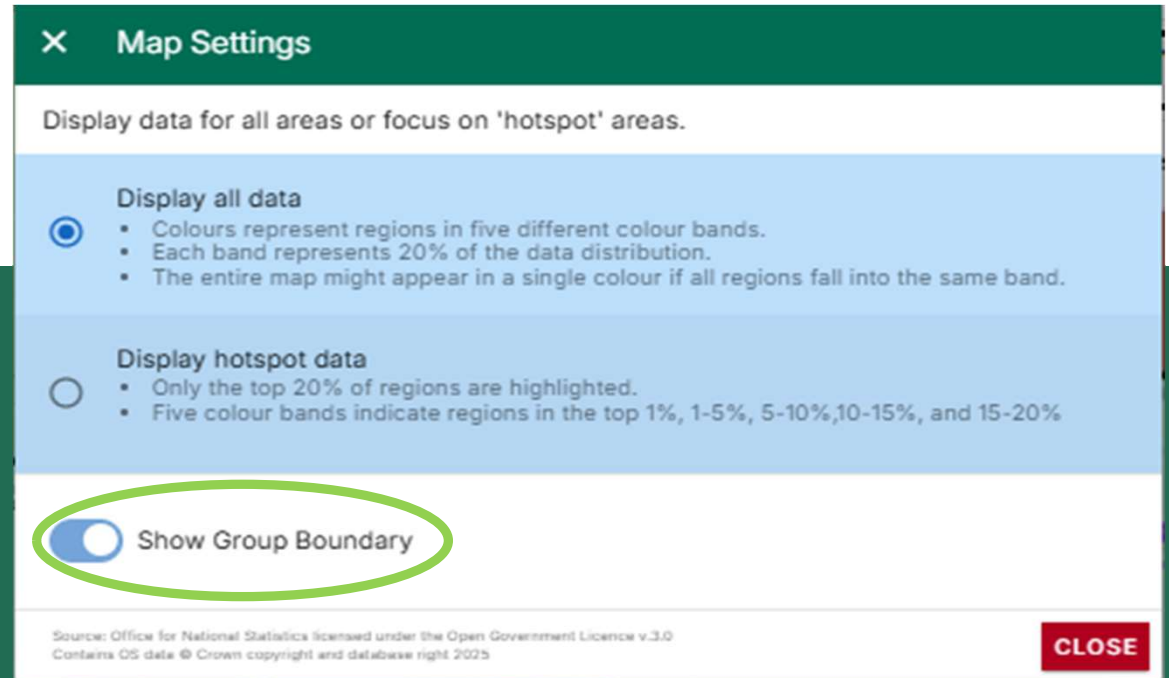 Map Settings
Display data for all areas or focus on 'hotspot' areas.
Display all data
▪ Colours represent regions in five different colour bands.
▪ Each band represents 20% of the data distribution.
▪ The entire map might appear in a single colour if all regions fall into the same band.
Display hotspot data
▪ Only the top 20% of regions are highlighted.
▪ Five colour bands indicate regions in the top 1%, 1-5%, 5-10%,10-15%, and 15-20%
Show Group Boundary
Source: Office for National Statistics licensed under the Open Government Licence v.3.0
Contains OS data © Crown copyright and database right 2025
CLOSE